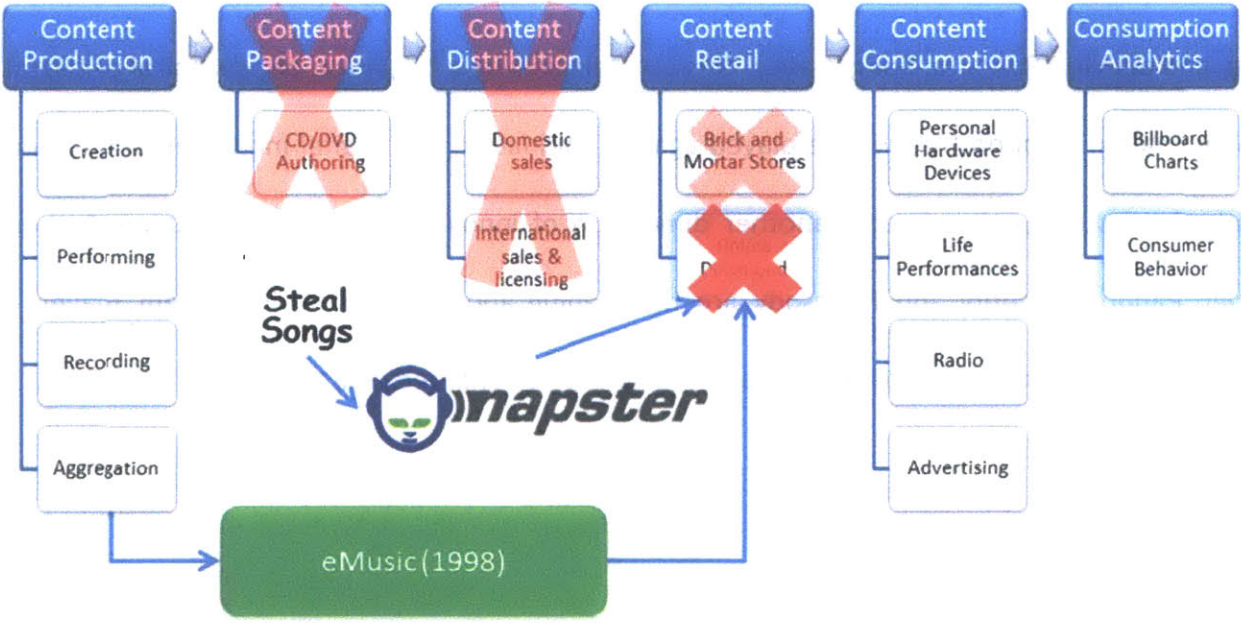 Content
Production
Content
Packaging
Content
Distribution
Content
Retail
Content
Consumption
Consumption
Analytics
Creation
Performing
Recording
Aggregation
CD/DVD
Authoring
Domestic
sales
International
sales &
licensing
Brick and
Mortar Stores
Personal
Hardware
Devices
Life
Performances
Radio
Advertising
Billboard
Charts
Consumer
Behavior
Steal
Songs
napster
eMusic (1998)